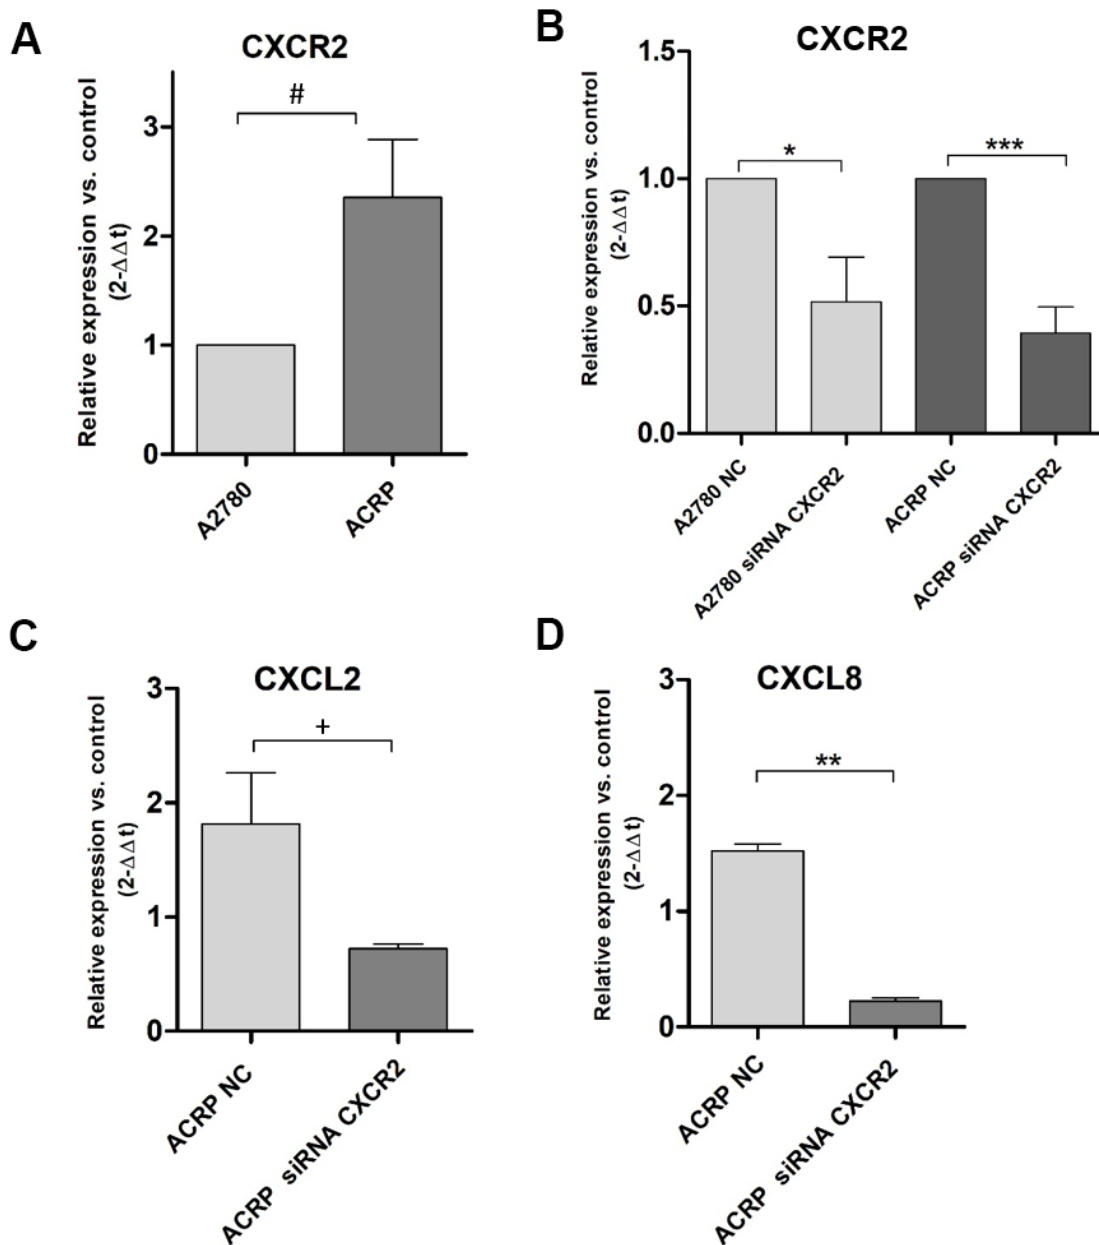 A
CXCR2
Relative expression vs. control
(2-ΔΔt)
3
2
1
0
#
A2780
ACRP
B
CXCR2
Relative expression vs. control
(2-ΔΔt)
1.5
1.0
0.5
0.0
*
***
A2780 NC
A2780 siRNA CXCR2
ACRP NC
ACRP siRNA CXCR2
C
CXCL2
Relative expression vs. control
(2-ΔΔt)
3
2
1
0
+
ACRP NC
ACRP siRNA CXCR2
D
CXCL8
Relative expression vs. control
(2-ΔΔt)
3
2
1
0
**
ACRP NC
ACRP siRNA CXCR2